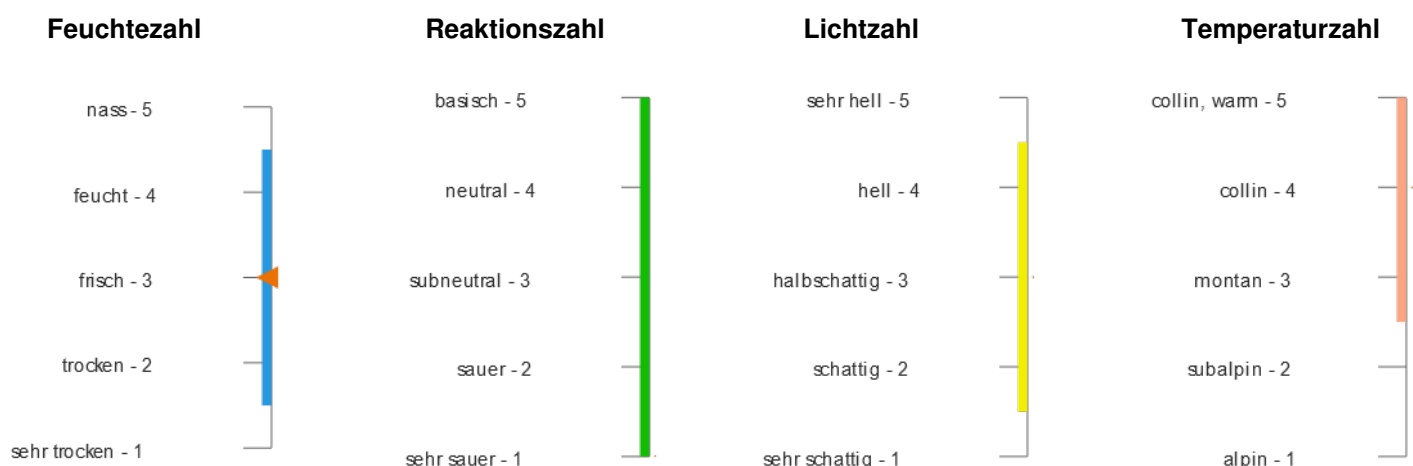 Feuchtezahl
nass - 5
feucht - 4
frisch - 3
trocken - 2
sehr trocken - 1
Reaktionszahl
basisch - 5
neutral - 4
subneutral - 3
sauer - 2
sehr sauer - 1
Lichtzahl
sehr hell - 5
hell - 4
halbschattig - 3
schattig - 2
sehr schattig - 1
Temperaturzahl
collin, warm - 5
collin - 4
montan - 3
subalpin - 2
alpin - 1